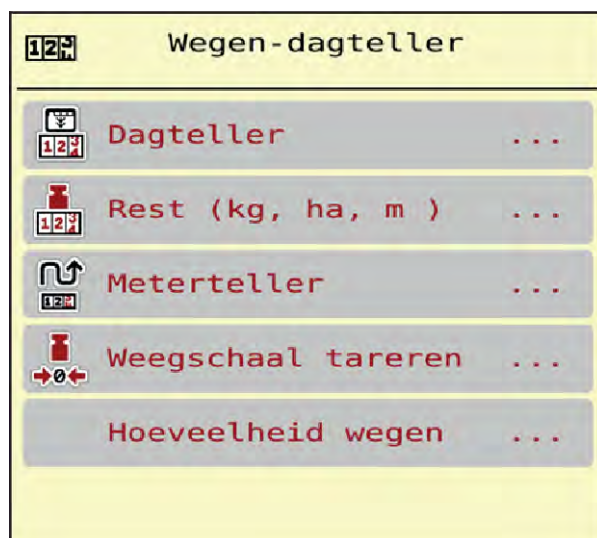 Wegen-dagteller
Dagteller ...
Rest (kg, ha, m ) ...
Meterteller ...
Weegschaal tareren ...
Hoeveelheid wegen ...